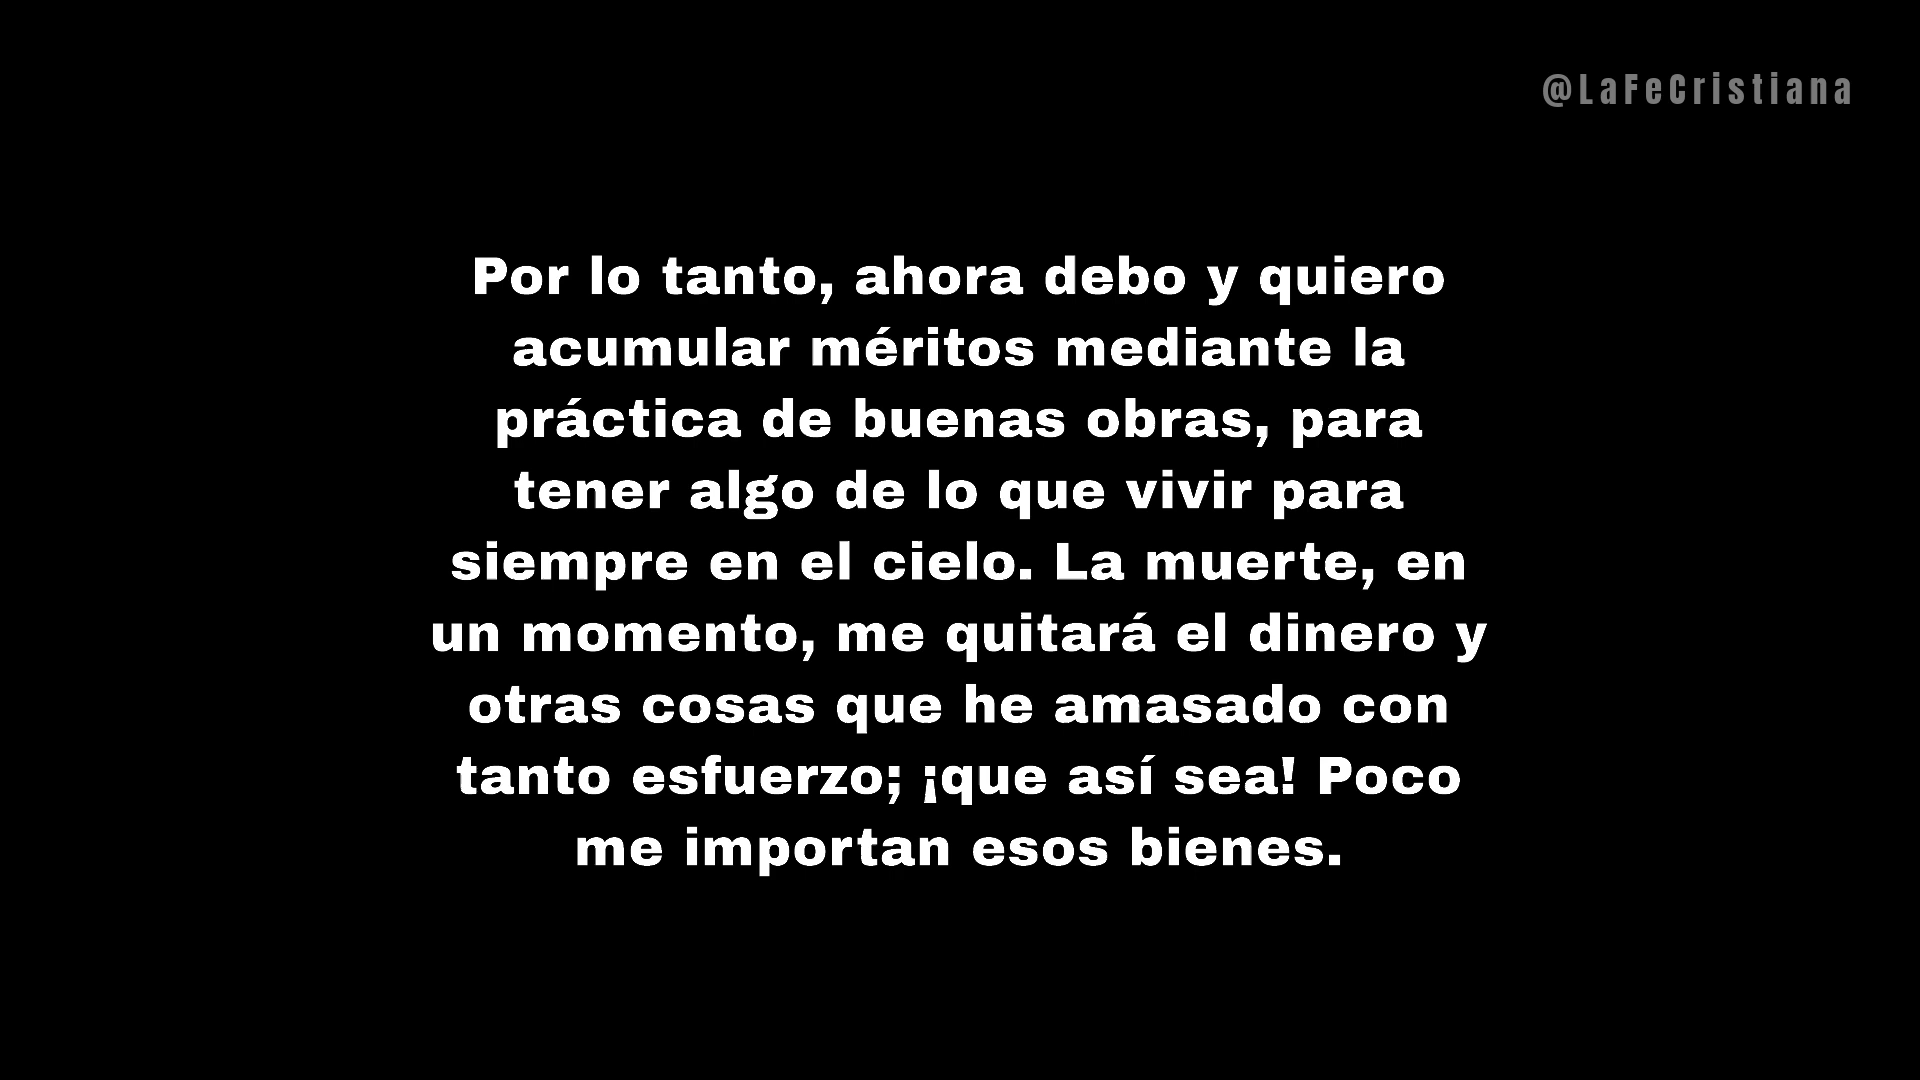 @LaFeCristiana
Por lo tanto, ahora debo y quiero
acumular méritos mediante la
práctica de buenas obras, para
tener algo de lo que vivir para
siempre en el cielo. La muerte, en
un momento, me quitará el dinero y
otras cosas que he amasado con
tanto esfuerzo; ¡que así sea! Poco
me importan esos bienes.